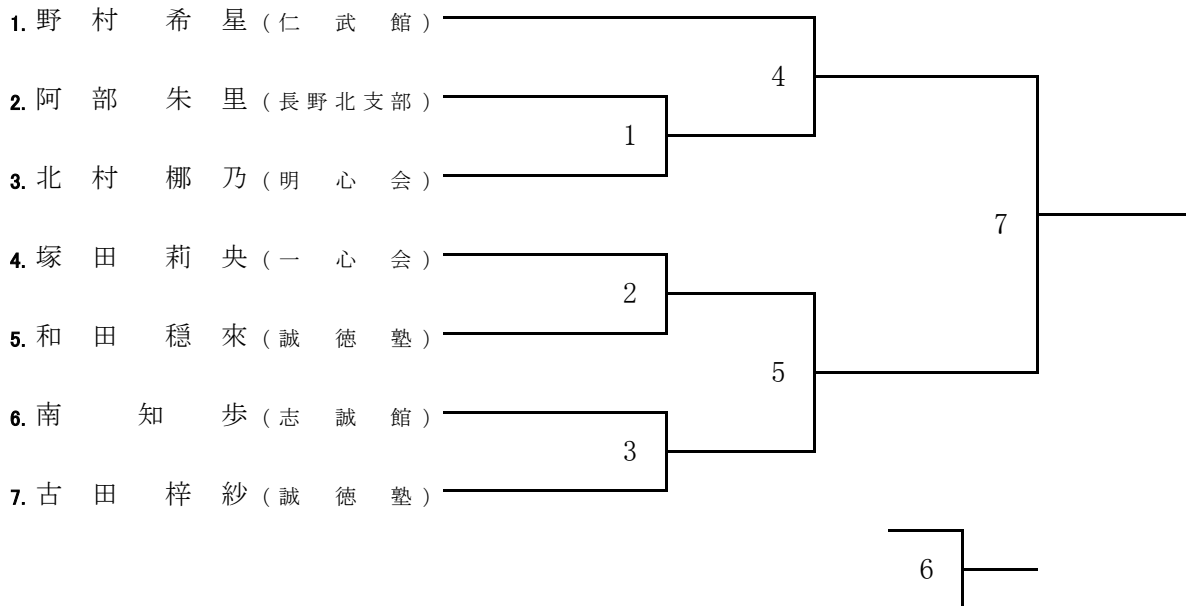 1. 野村 希星 (仁武館)
4
2. 阿部 朱里 (長野北支部)
1
3. 北村 梛乃 (明心会)
7
4. 塚田 莉央 (一心会)
2
5. 和田 穏來 (誠徳塾)
5
6. 南 知歩 (志誠館)
3
7. 古田 梓紗 (誠徳塾)
6